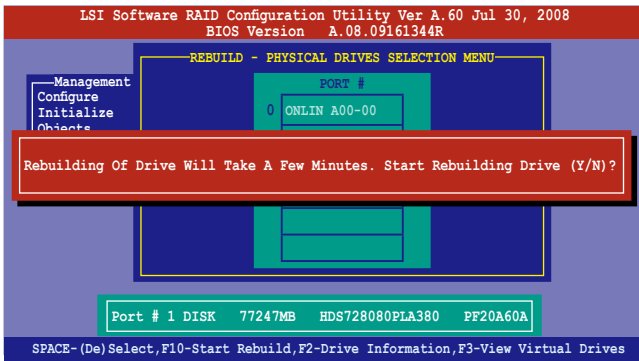 LSI Software RAID Configuration Utility Ver A.60 Jul 30, 2008
BIOS Version A.08.09161344R
REBUILD - PHYSICAL DRIVES SELECTION MENU
Management
PORT #
Configure
0 ONLIN A00-00
Initialize
Objects
Rebuilding Of Drive Will Take A Few Minutes. Start Rebuilding Drive (Y/N)?
Port # 1 DISK 77247MB HDS728080PLA380 PF20A60A
SPACE-(De)Select,F10-Start Rebuild,F2-Drive Information,F3-View Virtual Drives